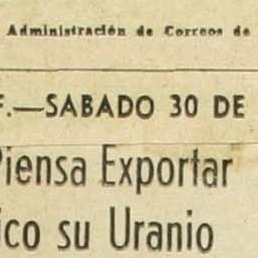 Administración de Correos de
F.—SABADO 30 DE
Piensa Exportar
ico su Uranio